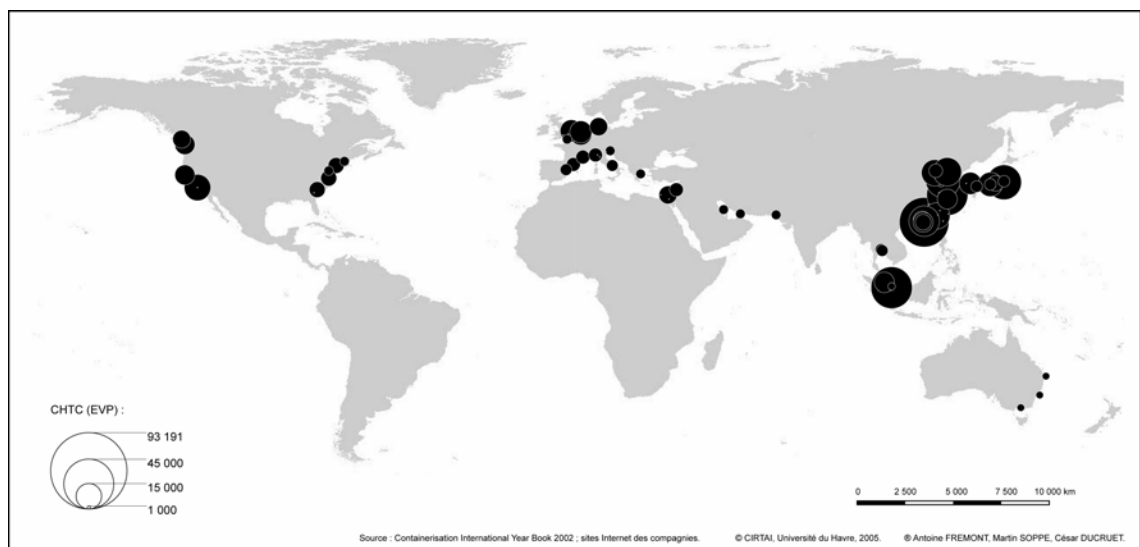 CHTC (EVP) :
93 191
45 000
15 000
1 000
0 2 500 5 000 7 500 10 000 km
Source : Containerisation International Year Book 2002 ; sites Internet des compagnies. © CIRTAI, Université du Havre, 2005. ® Antoine FREMONT, Martin SOPPE, César DUCRUET.